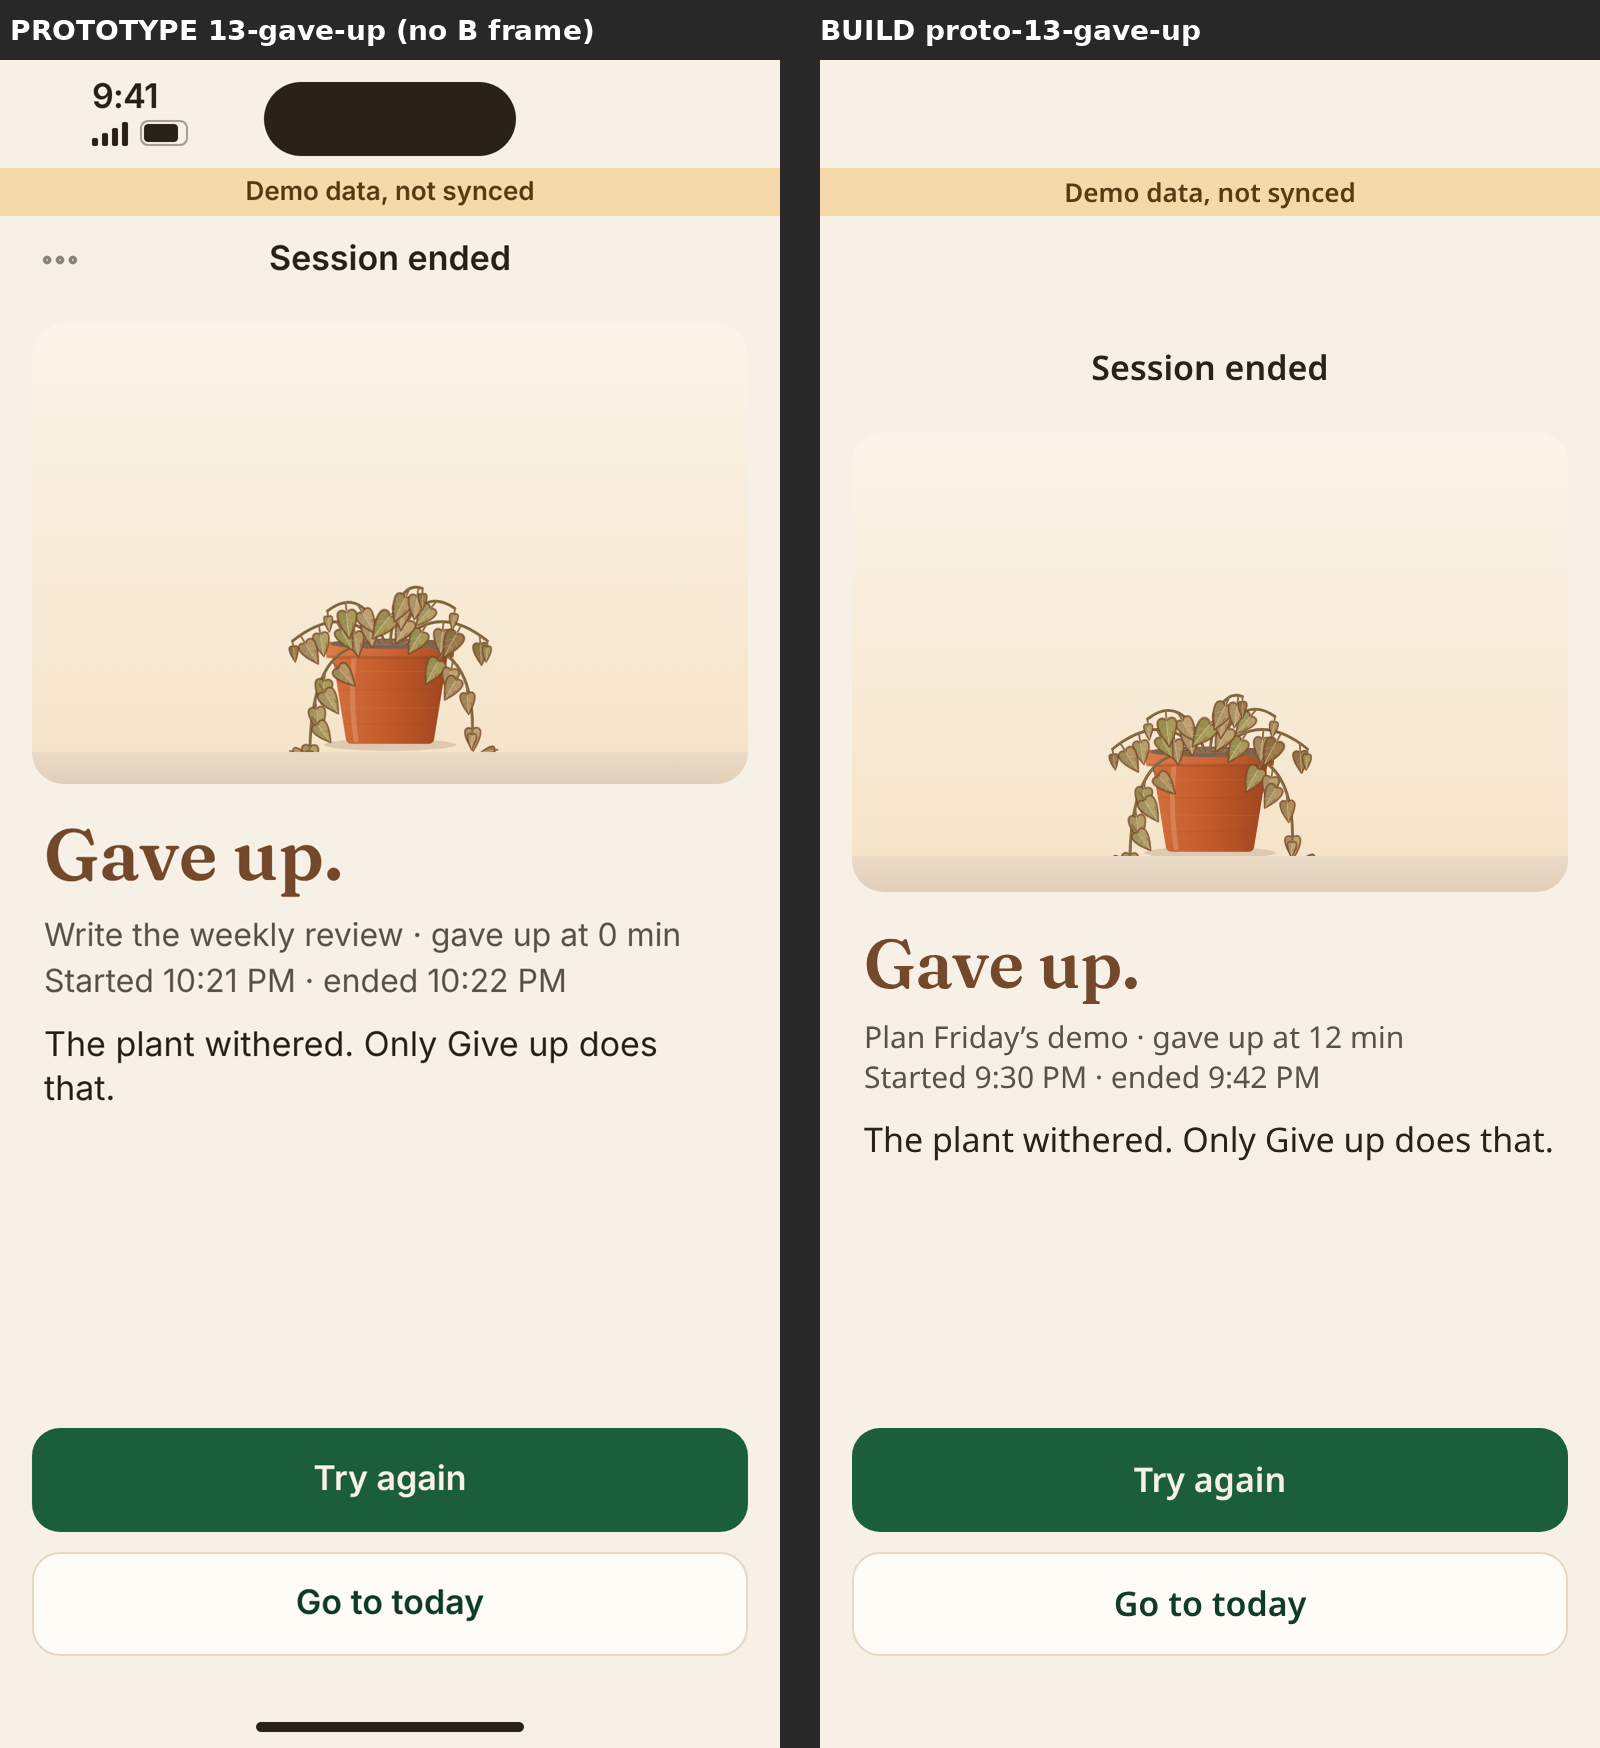 PROTOTYPE 13-gave-up (no B frame)
9:41
Demo data, not synced
Session ended
Gave up.
Write the weekly review · gave up at 0 min
Started 10:21 PM · ended 10:22 PM
The plant withered. Only Give up does
that.
Try again
Go to today
BUILD proto-13-gave-up
Demo data, not synced
Session ended
Gave up.
Plan Friday’s demo · gave up at 12 min
Started 9:30 PM · ended 9:42 PM
The plant withered. Only Give up does that.
Try again
Go to today